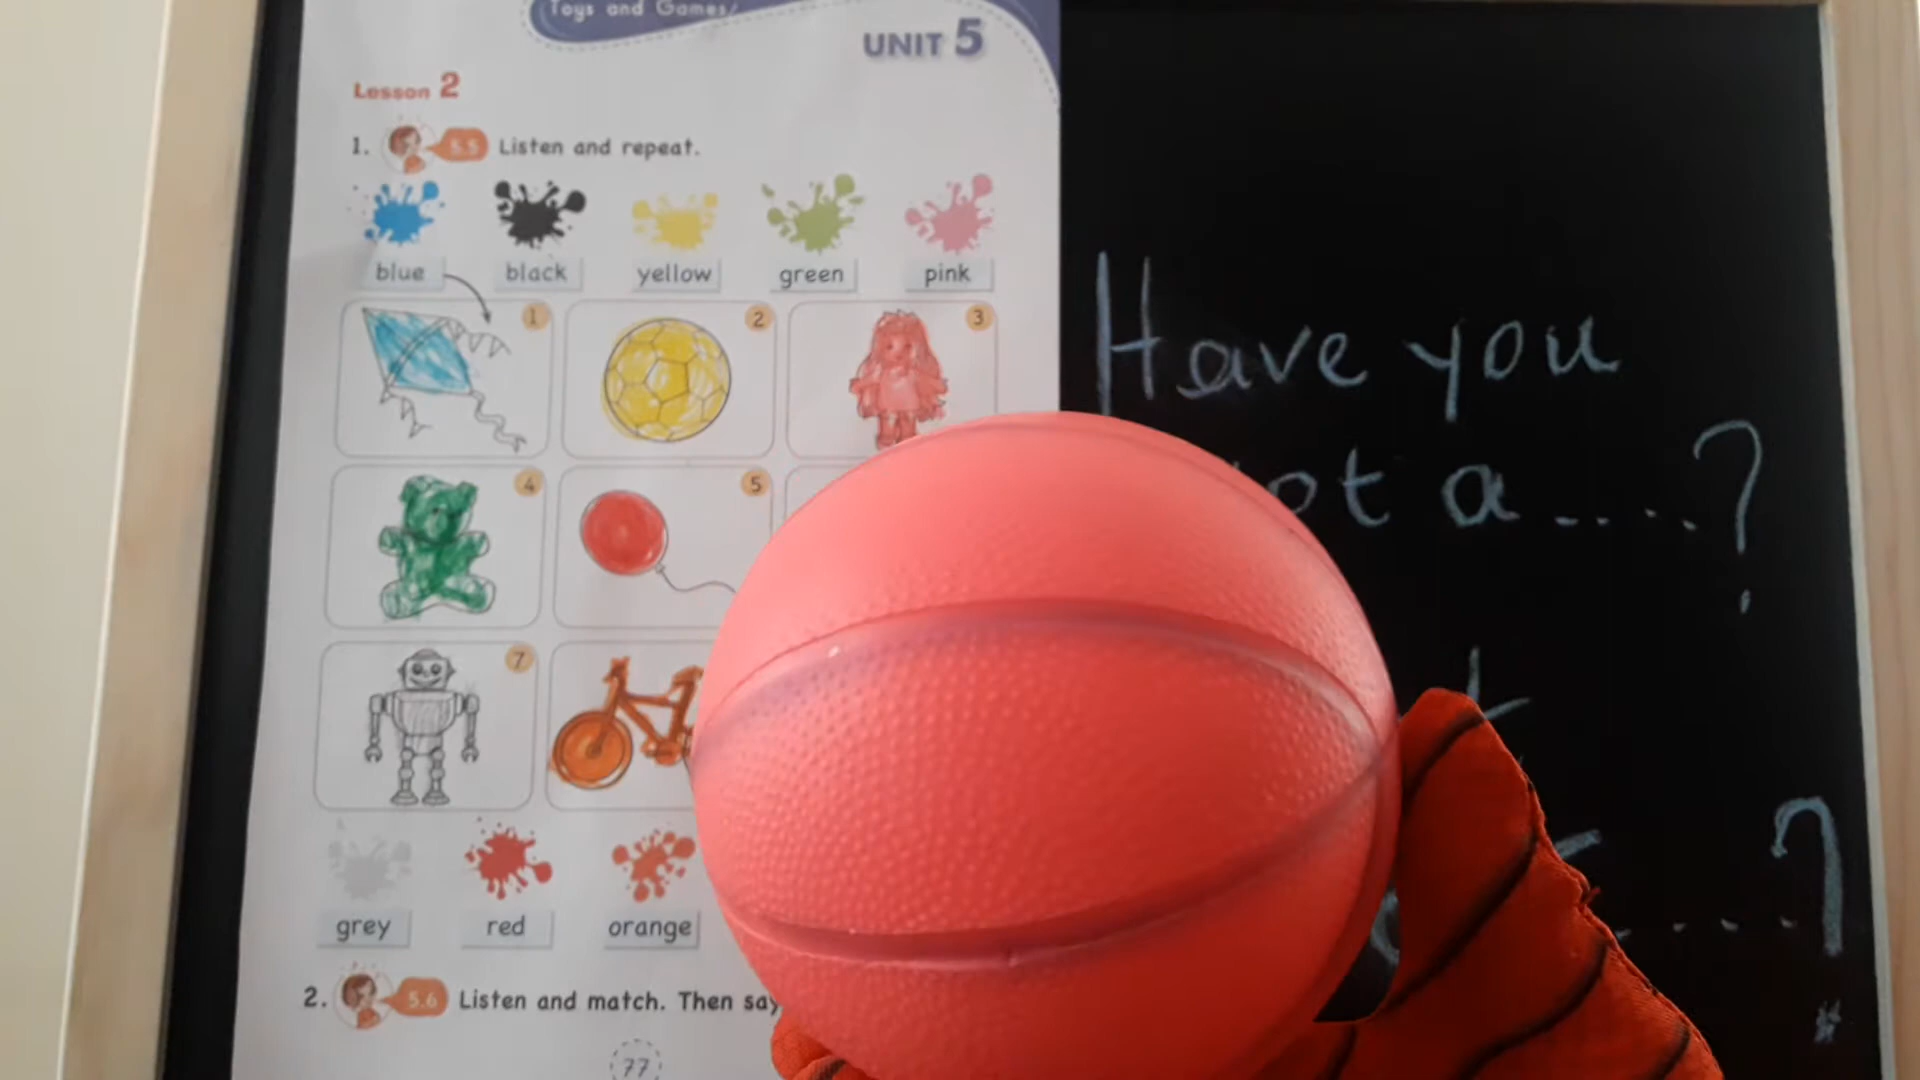 Toys and Games
UNIT 5
Lesson 2
1. 5.5 Listen and repeat.
blue black yellow green pink
1 2 3
4 5
7
grey red orange
2. 5.6 Listen and match. Then say
77
Have you
a ....?
....?